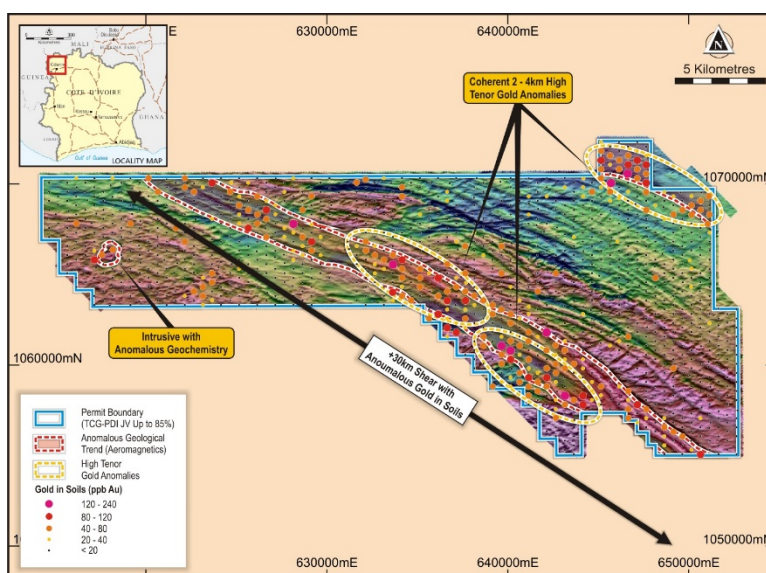 630000mE
640000mE
N
5 Kilometres
MALI
GUINEA
COTE D'IVOIRE
GHANA
Gulf of Guinea
LOCALITY MAP
Coherent 2 - 4km High
Tenor Gold Anomalies
1070000mN
Intrusive with
Anomalous Geochemistry
+30km Shear with
Anoumalous Gold in Soils
1060000mN
Permit Boundary
(TCG-PDI JV Up to 85%)
Anomalous Geological
Trend (Aeromagnetics)
High Tenor
Gold Anomalies
Gold in Soils (ppb Au)
120 - 240
80 - 120
40 - 80
20 - 40
< 20
1050000mN
630000mE
640000mE
650000mE